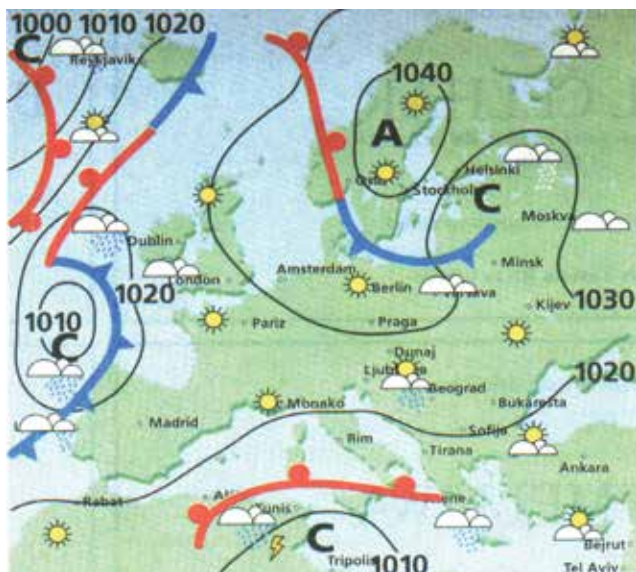 1000 1010 1020
C
Reykjavik
1040
A
Helsinki
Oslo
Stockholm
C
Moskva
Dublin
Minsk
London
Amsterdam
Berlin
1020
Varšava
1030
1010
Kijev
Pariz
Praga
C
Dunaj
Ljubljana
Beograd
1020
Monako
Bukarešta
Madrid
Rim
Sofija
Tirana
Ankara
Rabat
Tunis
C
Bejrut
Tripolis
1010
Tel Aviv